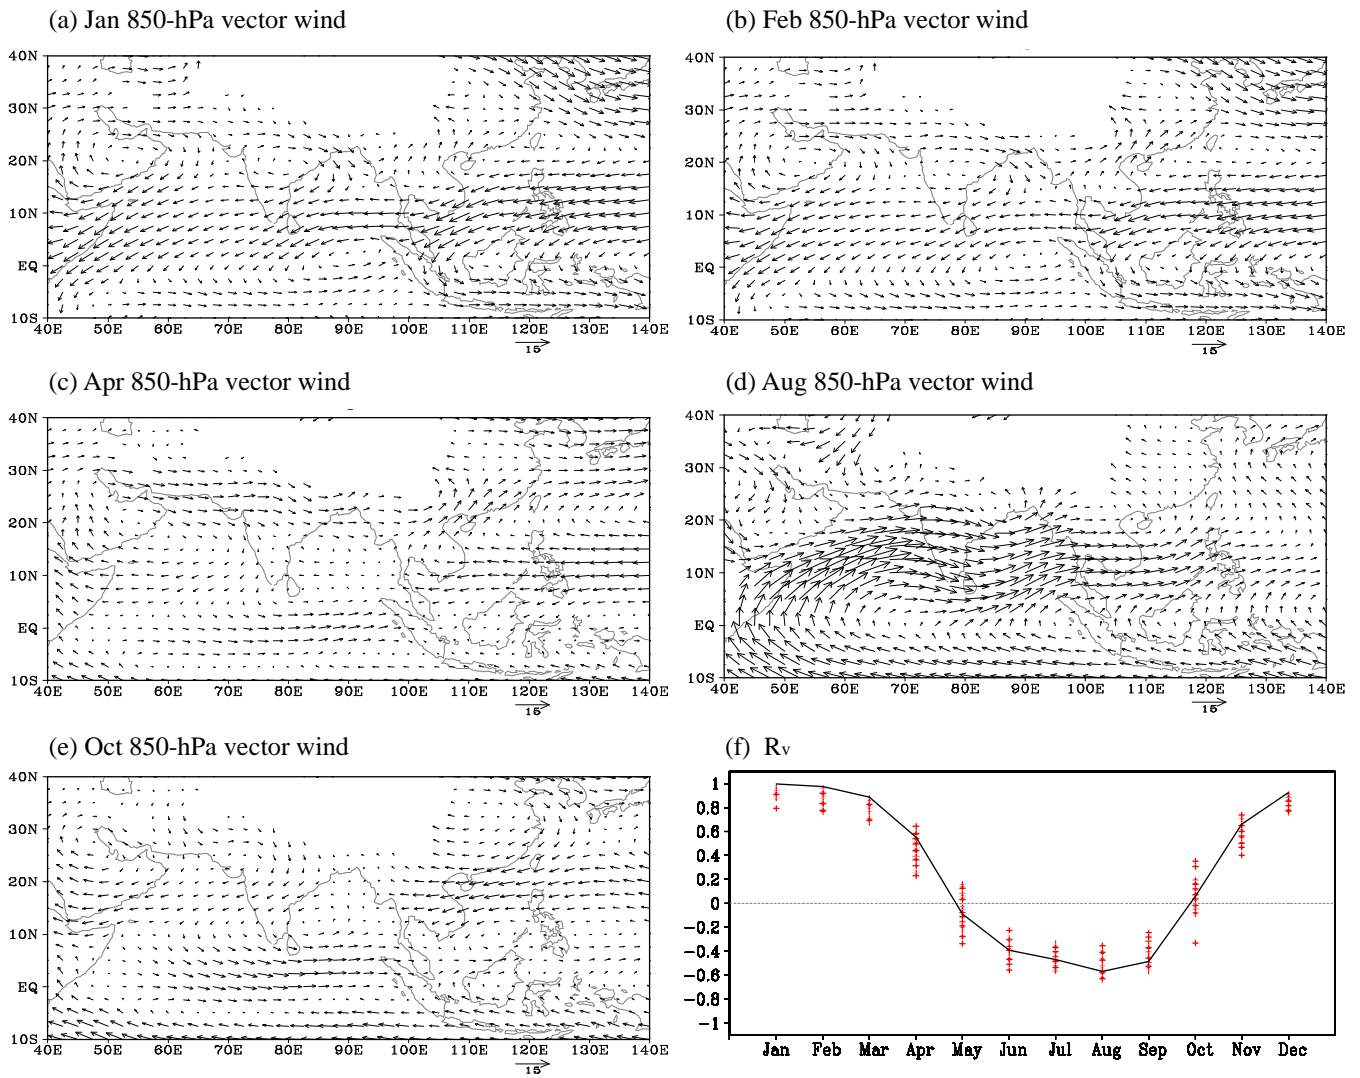 (a) Jan 850-hPa vector wind
(b) Feb 850-hPa vector wind
40N
30N
20N
10N
EQ
10S
40E 50E 60E 70E 80E 90E 100E 110E 120E 130E 140E
15
40N
30N
20N
10N
EQ
10S
40E 50E 60E 70E 80E 90E 100E 110E 120E 130E 140E
15
(c) Apr 850-hPa vector wind
(d) Aug 850-hPa vector wind
40N
30N
20N
10N
EQ
10S
40E 50E 60E 70E 80E 90E 100E 110E 120E 130E 140E
15
40N
30N
20N
10N
EQ
10S
40E 50E 60E 70E 80E 90E 100E 110E 120E 130E 140E
15
(e) Oct 850-hPa vector wind
(f) Rv
40N
30N
20N
10N
EQ
10S
40E 50E 60E 70E 80E 90E 100E 110E 120E 130E 140E
15
1
0.8
0.6
0.4
0.2
0
-0.2
-0.4
-0.6
-0.8
-1
Jan Feb Mar Apr May Jun Jul Aug Sep Oct Nov Dec